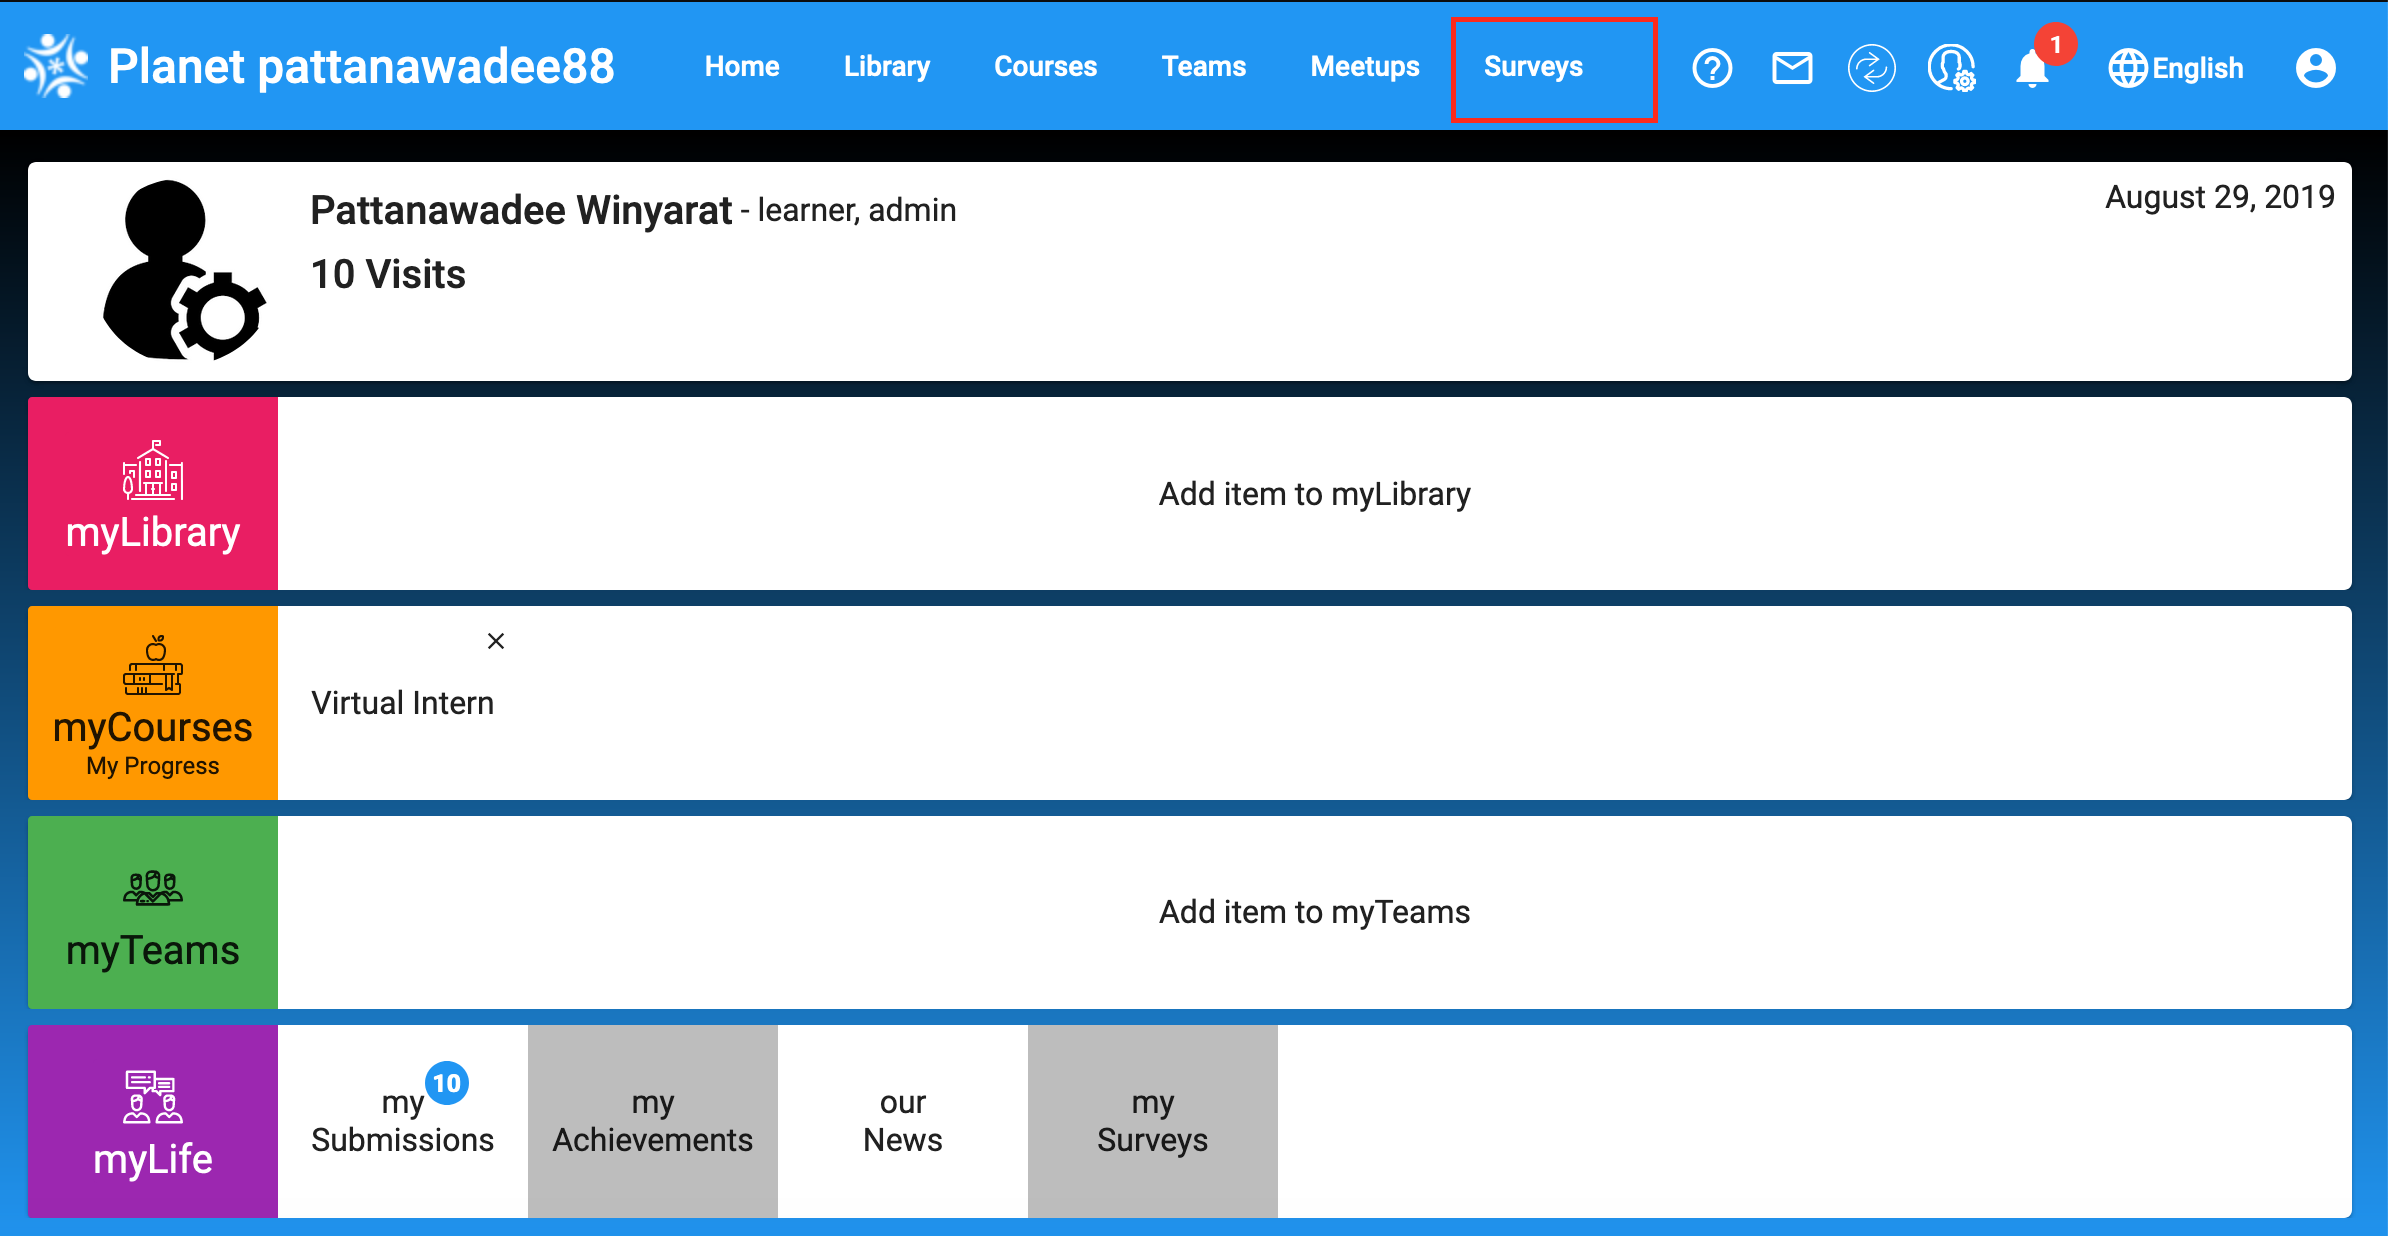 Planet pattanawadee88
Home Library Courses Teams Meetups Surveys 1 English
Pattanawadee Winyarat - learner, admin
August 29, 2019
10 Visits
myLibrary
Add item to myLibrary
myCourses
My Progress
Virtual Intern
myTeams
Add item to myTeams
myLife
my 10
Submissions
my
Achievements
our
News
my
Surveys